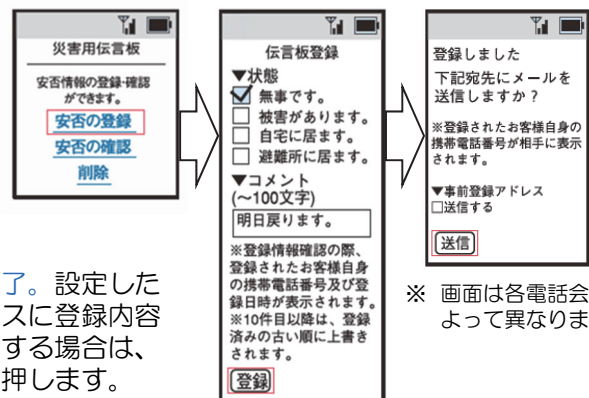 災害用伝言板
安否情報の登録・確認
ができます。
安否の登録
安否の確認
削除
伝言板登録
▼状態
無事です。
被害があります。
自宅に居ます。
避難所に居ます。
▼コメント
(～100文字)
明日戻ります。
※登録情報確認の際、
登録されたお客様自身
の携帯電話番号及び登
録日時が表示されます。
※10件目以降は、登録
済みの古い順に上書き
されます。
登録
登録しました
下記宛先にメールを
送信しますか？
※登録されたお客様自身の
携帯電話番号が相手に表示
されます。
▼事前登録アドレス
□送信する
送信
了。設定した
スに登録内容
する場合は、
押します。
※ 画面は各電話会
よって異なりま